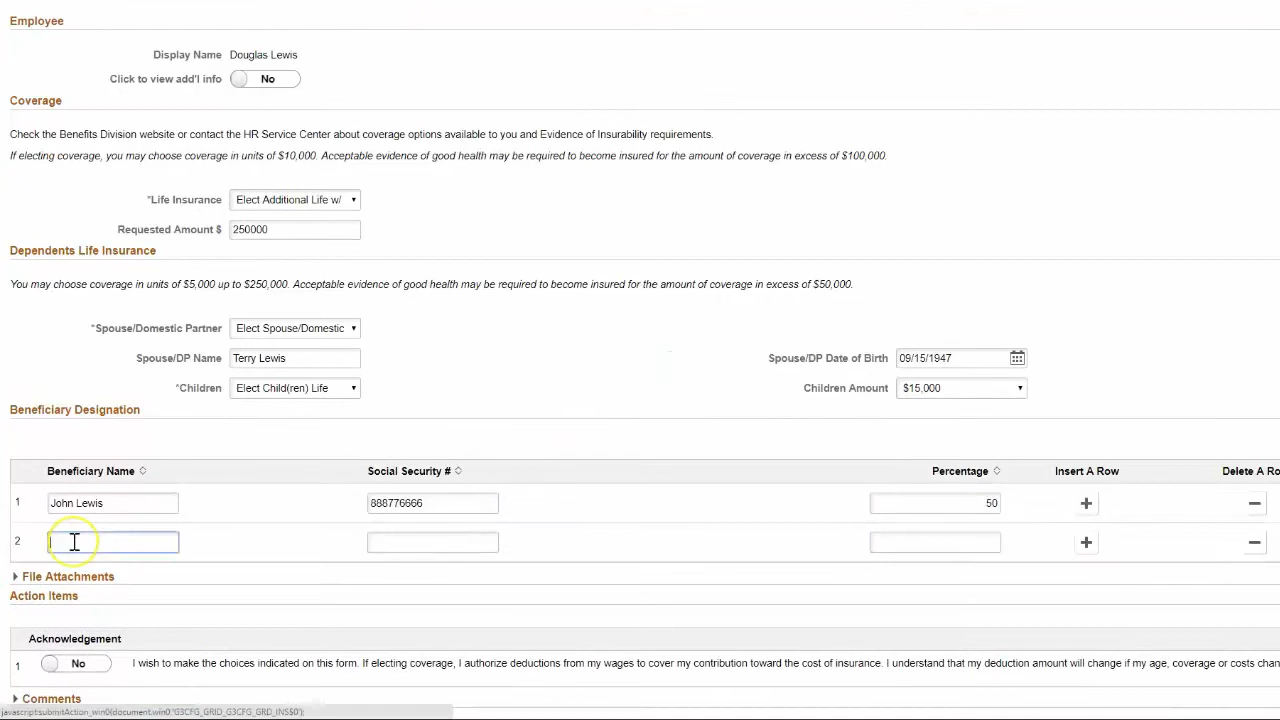 Employee
Display Name Douglas Lewis
Click to view add'l info No
Coverage
Check the Benefits Division website or contact the HR Service Center about coverage options available to you and Evidence of Insurability requirements.
If electing coverage, you may choose coverage in units of $10,000. Acceptable evidence of good health may be required to become insured for the amount of coverage in excess of $100,000.
*Life Insurance Elect Additional Life w/
Requested Amount $ 250000
Dependents Life Insurance
You may choose coverage in units of $5,000 up to $250,000. Acceptable evidence of good health may be required to become insured for the amount of coverage in excess of $50,000.
*Spouse/Domestic Partner Elect Spouse/Domestic
Spouse/DP Name Terry Lewis Spouse/DP Date of Birth 09/15/1947
*Children Elect Child(ren) Life Children Amount $15,000
Beneficiary Designation
Beneficiary Name Social Security # Percentage Insert A Row Delete A Ro
1 John Lewis 888776666 50 + −
2 + −
File Attachments
Action Items
Acknowledgement
1 No I wish to make the choices indicated on this form. If electing coverage, I authorize deductions from my wages to cover my contribution toward the cost of insurance. I understand that my deduction amount will change if my age, coverage or costs chan
Comments
javascript:submitAction_win0(document.win0,'G3CFG_GRID_G3CFG_GRD_INS$0');